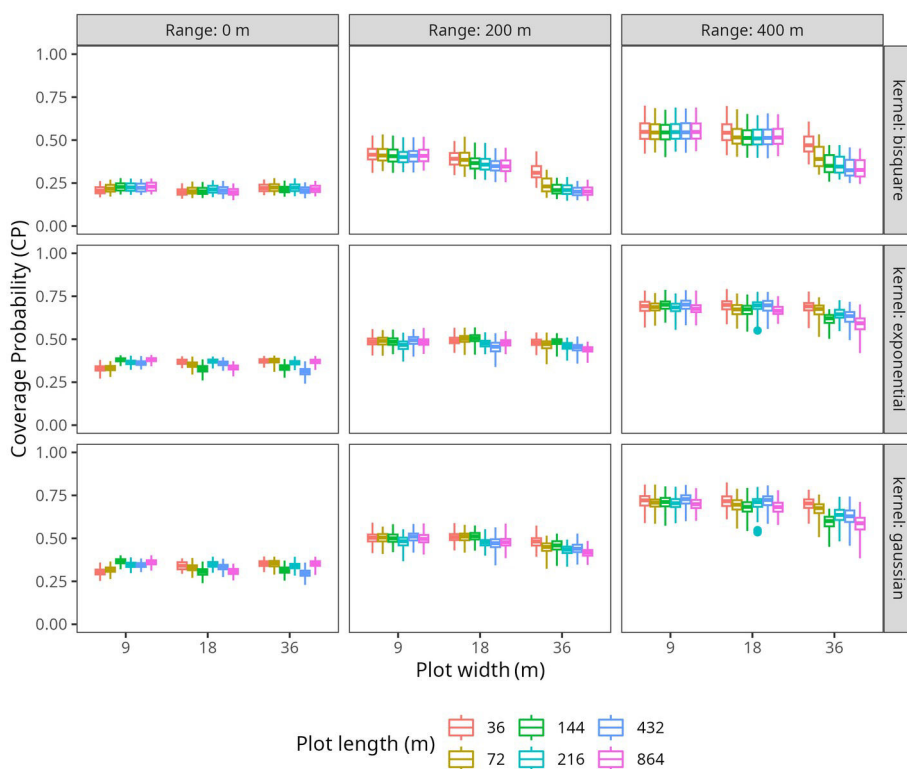 Range: 0 m
Range: 200 m
Range: 400 m
1.00
0.75
0.50
0.25
0.00
kernel: bisquare
1.00
0.75
0.50
0.25
0.00
kernel: exponential
1.00
0.75
0.50
0.25
0.00
kernel: gaussian
Coverage Probability (CP)
9 18 36
9 18 36
9 18 36
Plot width (m)
Plot length (m)
36 144 432
72 216 864